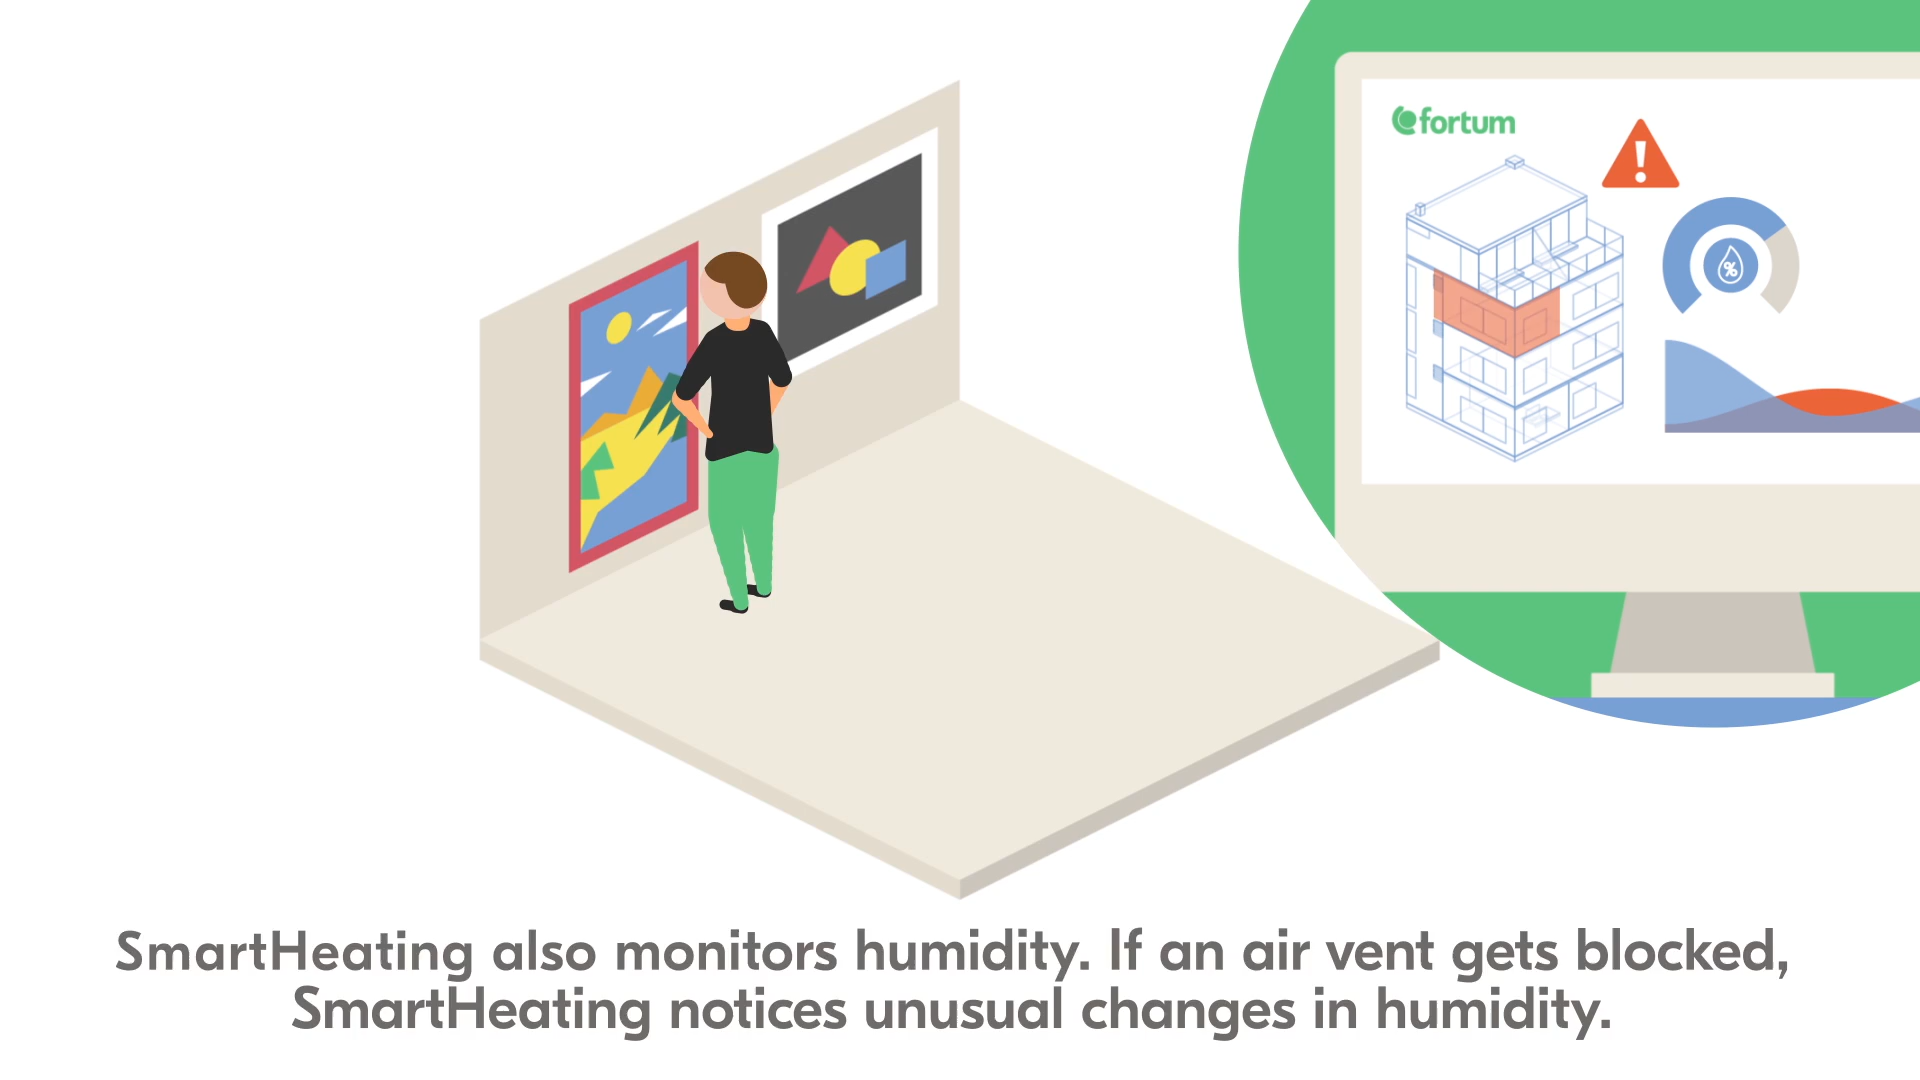 fortum
!
%
SmartHeating also monitors humidity. If an air vent gets blocked,
SmartHeating notices unusual changes in humidity.